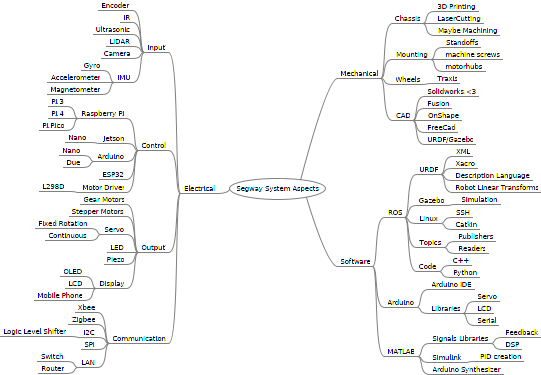 Segway System Aspects
Electrical
Input
Encoder
IR
Ultrasonic
LiDAR
Camera
IMU
Gyro
Accelerometer
Magnetometer
Control
Raspberry Pi
Pi 3
Pi 4
Pi Pico
Jetson
Nano
Arduino
Nano
Due
ESP32
Motor Driver
L298D
Output
Gear Motors
Stepper Motors
Servo
Fixed Rotation
Continuous
LED
Piezo
Display
OLED
LCD
Mobile Phone
Communication
Xbee
Zigbee
I2C
Logic Level Shifter
SPI
LAN
Switch
Router
Mechanical
Chassis
3D Printing
LaserCutting
Maybe Machining
Mounting
Standoffs
machine screws
motorhubs
Wheels
Traxis
CAD
Solidworks <3
Fusion
OnShape
FreeCad
URDF/Gazebo
Software
ROS
URDF
XML
Xacro
Description Language
Robot Linear Transforms
Gazebo
Simulation
Linux
SSH
Catkin
Topics
Publishers
Readers
Code
C++
Python
Arduino
Arduino IDE
Libraries
Servo
LCD
Serial
MATLAB
Signals Libraries
Feedback
DSP
Simulink
PID creation
Arduino Synthesizer